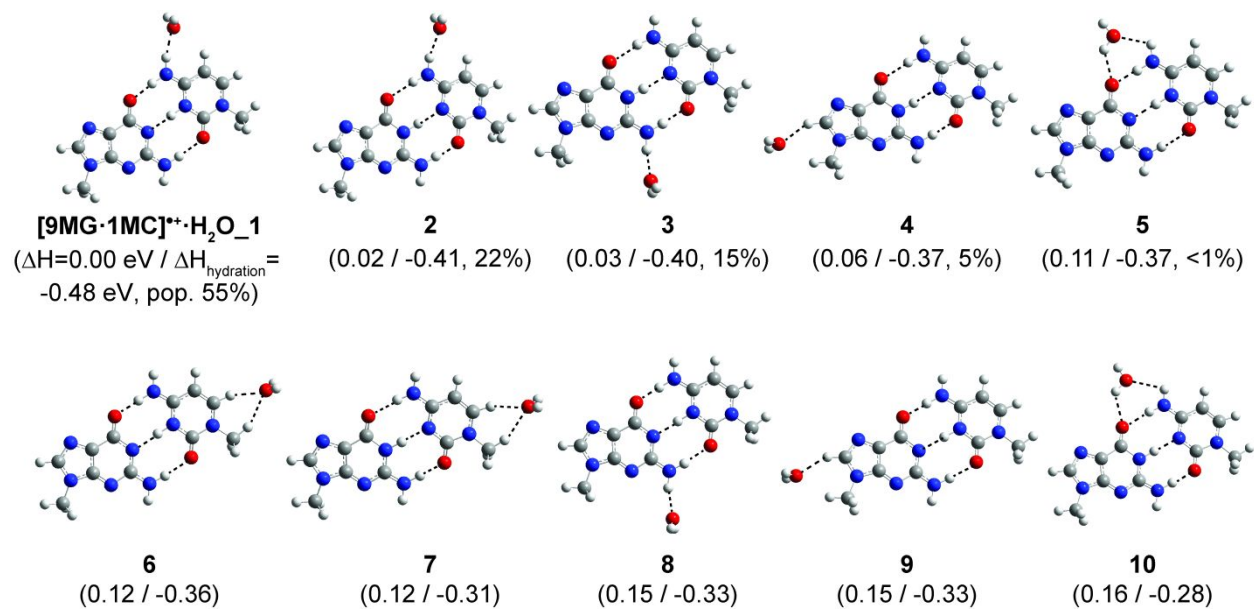 [9MG·1MC]•+·H2O_1
(ΔH=0.00 eV / ΔHhydration=
-0.48 eV, pop. 55%)
2
(0.02 / -0.41, 22%)
3
(0.03 / -0.40, 15%)
4
(0.06 / -0.37, 5%)
5
(0.11 / -0.37, <1%)
6
(0.12 / -0.36)
7
(0.12 / -0.31)
8
(0.15 / -0.33)
9
(0.15 / -0.33)
10
(0.16 / -0.28)